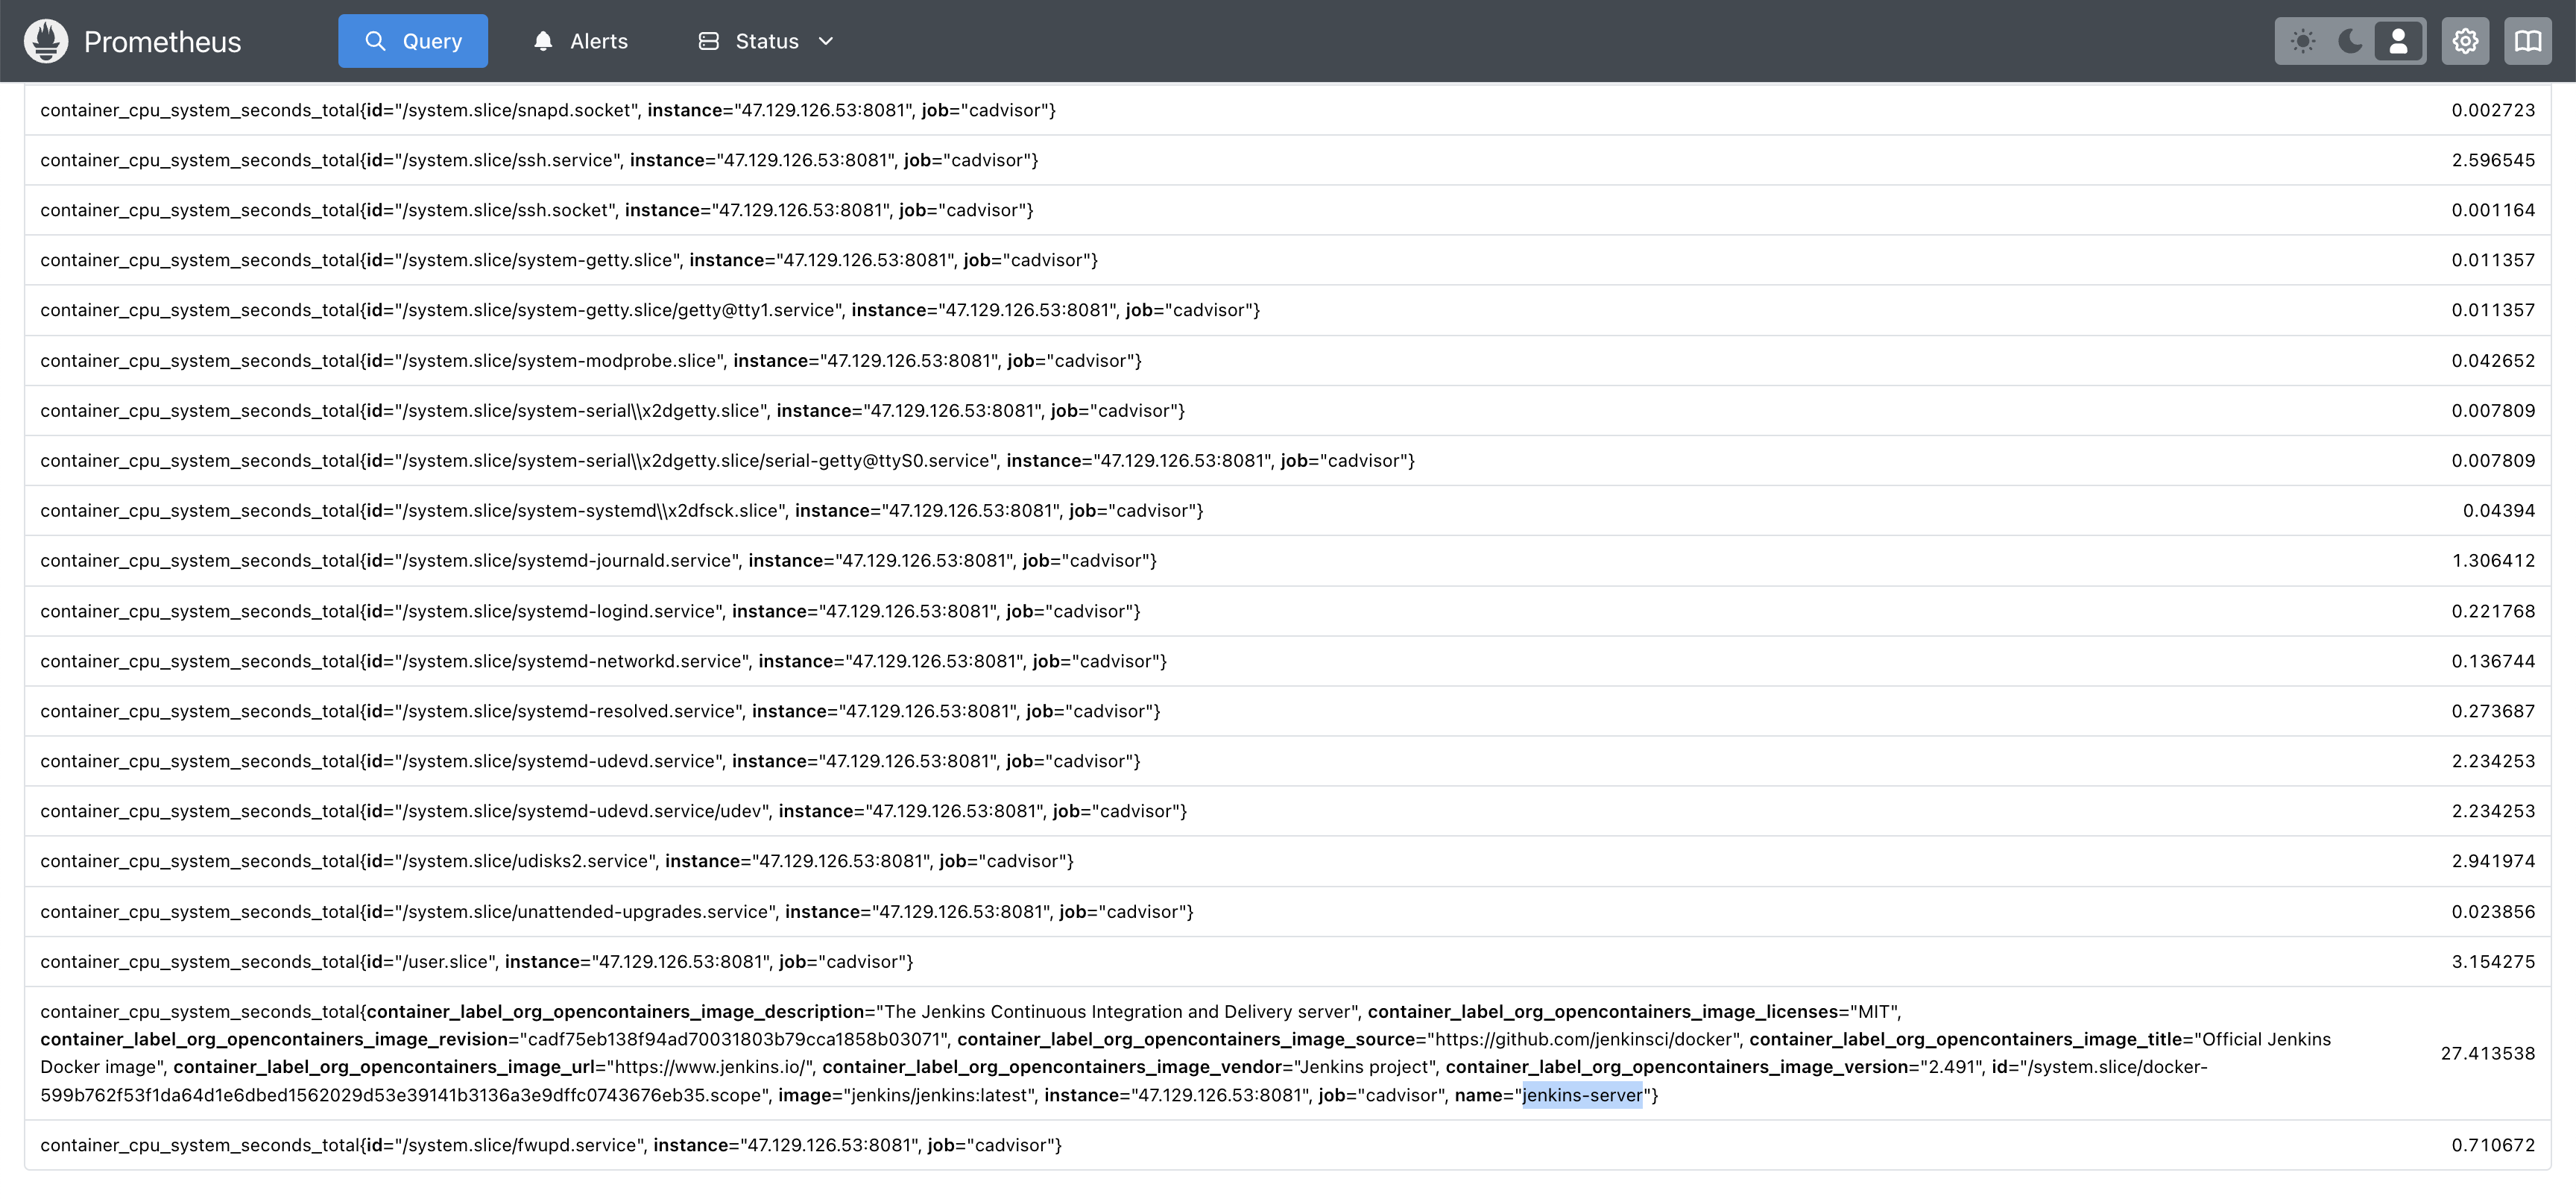 Prometheus Query Alerts Status
container_cpu_system_seconds_total{id="/system.slice/snapd.socket", instance="47.129.126.53:8081", job="cadvisor"} 0.002723
container_cpu_system_seconds_total{id="/system.slice/ssh.service", instance="47.129.126.53:8081", job="cadvisor"} 2.596545
container_cpu_system_seconds_total{id="/system.slice/ssh.socket", instance="47.129.126.53:8081", job="cadvisor"} 0.001164
container_cpu_system_seconds_total{id="/system.slice/system-getty.slice", instance="47.129.126.53:8081", job="cadvisor"} 0.011357
container_cpu_system_seconds_total{id="/system.slice/system-getty.slice/getty@tty1.service", instance="47.129.126.53:8081", job="cadvisor"} 0.011357
container_cpu_system_seconds_total{id="/system.slice/system-modprobe.slice", instance="47.129.126.53:8081", job="cadvisor"} 0.042652
container_cpu_system_seconds_total{id="/system.slice/system-serial\\x2dgetty.slice", instance="47.129.126.53:8081", job="cadvisor"} 0.007809
container_cpu_system_seconds_total{id="/system.slice/system-serial\\x2dgetty.slice/serial-getty@ttyS0.service", instance="47.129.126.53:8081", job="cadvisor"} 0.007809
container_cpu_system_seconds_total{id="/system.slice/system-systemd\\x2dfsck.slice", instance="47.129.126.53:8081", job="cadvisor"} 0.04394
container_cpu_system_seconds_total{id="/system.slice/systemd-journald.service", instance="47.129.126.53:8081", job="cadvisor"} 1.306412
container_cpu_system_seconds_total{id="/system.slice/systemd-logind.service", instance="47.129.126.53:8081", job="cadvisor"} 0.221768
container_cpu_system_seconds_total{id="/system.slice/systemd-networkd.service", instance="47.129.126.53:8081", job="cadvisor"} 0.136744
container_cpu_system_seconds_total{id="/system.slice/systemd-resolved.service", instance="47.129.126.53:8081", job="cadvisor"} 0.273687
container_cpu_system_seconds_total{id="/system.slice/systemd-udevd.service", instance="47.129.126.53:8081", job="cadvisor"} 2.234253
container_cpu_system_seconds_total{id="/system.slice/systemd-udevd.service/udev", instance="47.129.126.53:8081", job="cadvisor"} 2.234253
container_cpu_system_seconds_total{id="/system.slice/udisks2.service", instance="47.129.126.53:8081", job="cadvisor"} 2.941974
container_cpu_system_seconds_total{id="/system.slice/unattended-upgrades.service", instance="47.129.126.53:8081", job="cadvisor"} 0.023856
container_cpu_system_seconds_total{id="/user.slice", instance="47.129.126.53:8081", job="cadvisor"} 3.154275
container_cpu_system_seconds_total{container_label_org_opencontainers_image_description="The Jenkins Continuous Integration and Delivery server", container_label_org_opencontainers_image_licenses="MIT",
container_label_org_opencontainers_image_revision="cadf75eb138f94ad70031803b79cca1858b03071", container_label_org_opencontainers_image_source="https://github.com/jenkinsci/docker", container_label_org_opencontainers_image_title="Official Jenkins
Docker image", container_label_org_opencontainers_image_url="https://www.jenkins.io/", container_label_org_opencontainers_image_vendor="Jenkins project", container_label_org_opencontainers_image_version="2.491", id="/system.slice/docker-
599b762f53f1da64d1e6dbed1562029d53e39141b3136a3e9dffc0743676eb35.scope", image="jenkins/jenkins:latest", instance="47.129.126.53:8081", job="cadvisor", name="jenkins-server"}
27.413538
container_cpu_system_seconds_total{id="/system.slice/fwupd.service", instance="47.129.126.53:8081", job="cadvisor"} 0.710672